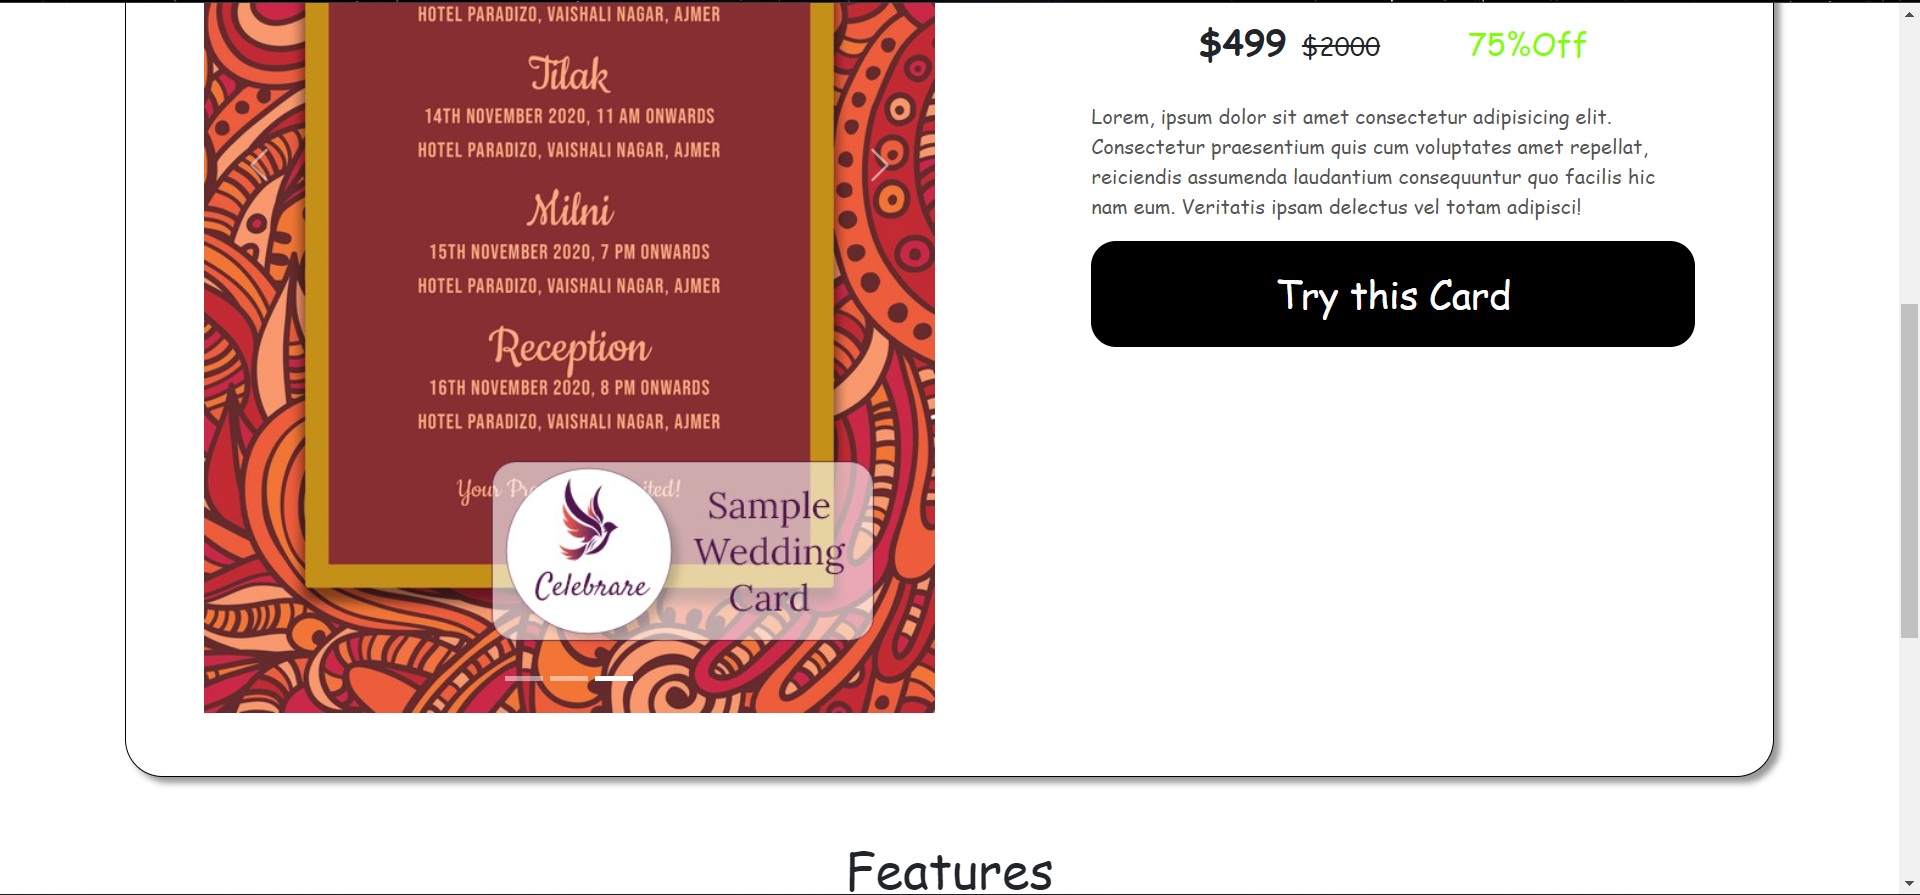 HOTEL PARADIZO, VAISHALI NAGAR, AJMER
Tilak
14TH NOVEMBER 2020, 11 AM ONWARDS
HOTEL PARADIZO, VAISHALI NAGAR, AJMER
Milni
15TH NOVEMBER 2020, 7 PM ONWARDS
HOTEL PARADIZO, VAISHALI NAGAR, AJMER
Reception
16TH NOVEMBER 2020, 8 PM ONWARDS
HOTEL PARADIZO, VAISHALI NAGAR, AJMER
Your
Celebrare
Sample
Wedding
Card
$499 $2000 75%Off
Lorem, ipsum dolor sit amet consectetur adipisicing elit.
Consectetur praesentium quis cum voluptates amet repellat,
reiciendis assumenda laudantium consequuntur quo facilis hic
nam eum. Veritatis ipsam delectus vel totam adipisci!
Try this Card
Features